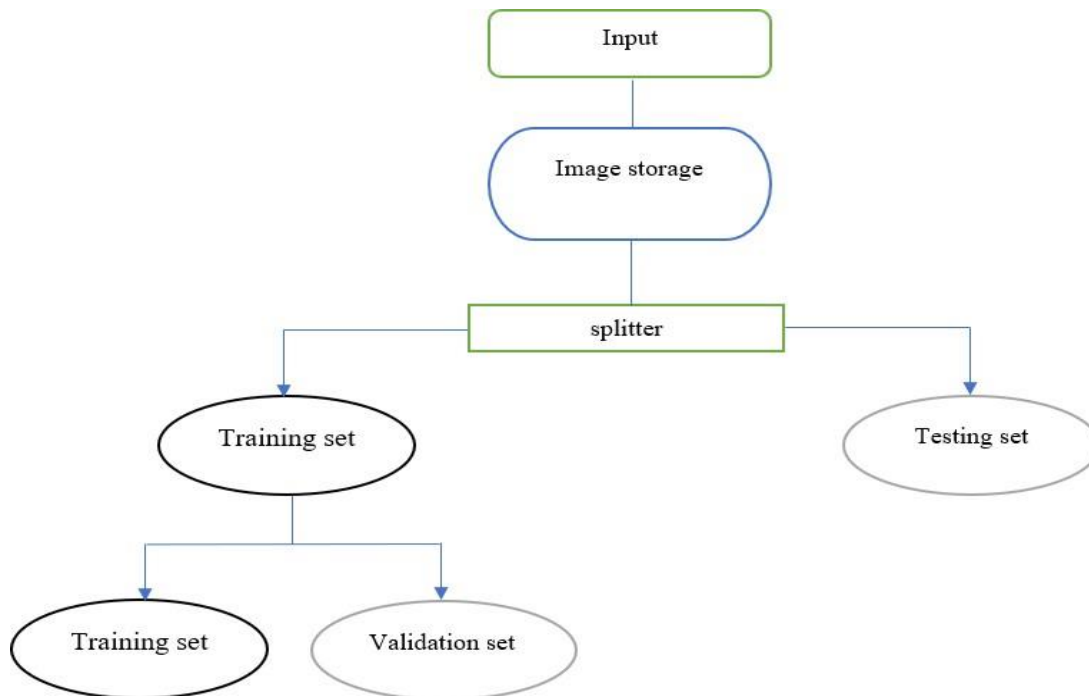 Input
Image storage
splitter
Training set
Testing set
Training set
Validation set